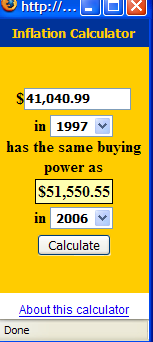 http://...
Inflation Calculator
$41,040.99
in 1997
has the same buying
power as
$51,550.55
in 2006
Calculate
About this calculator
Done